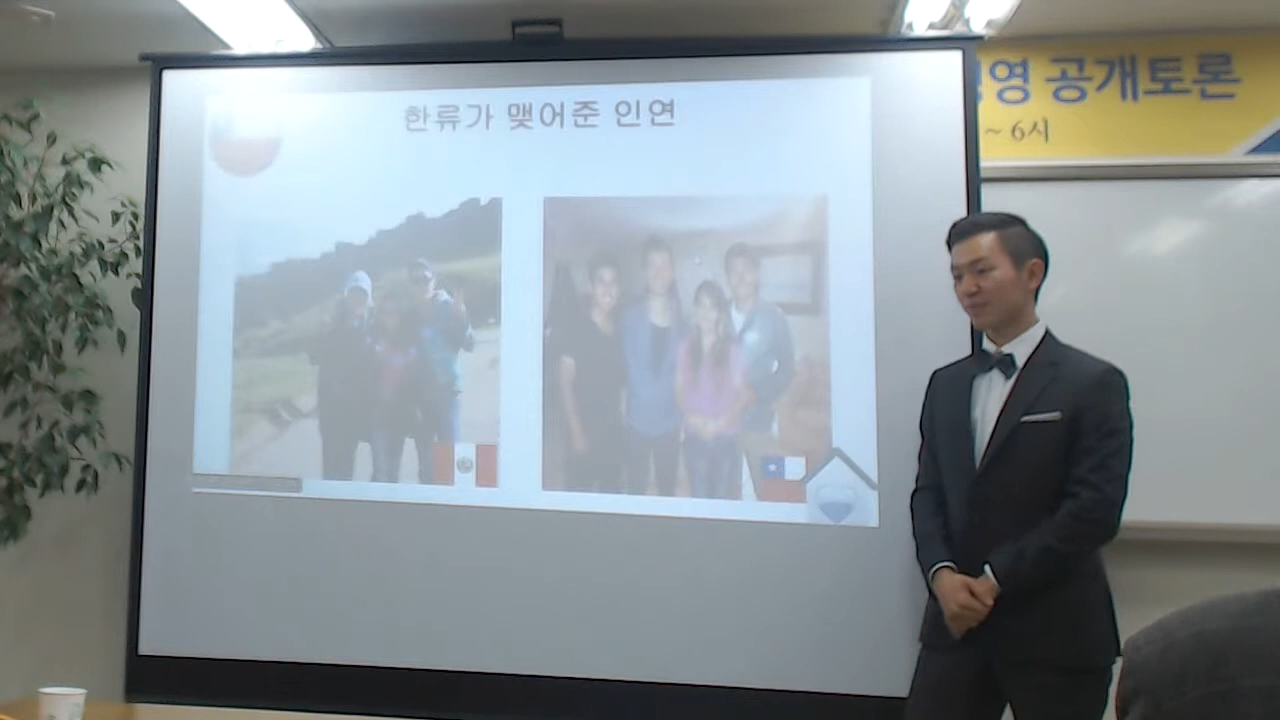 한류가 맺어준 인연
영 공개토론
~ 6시